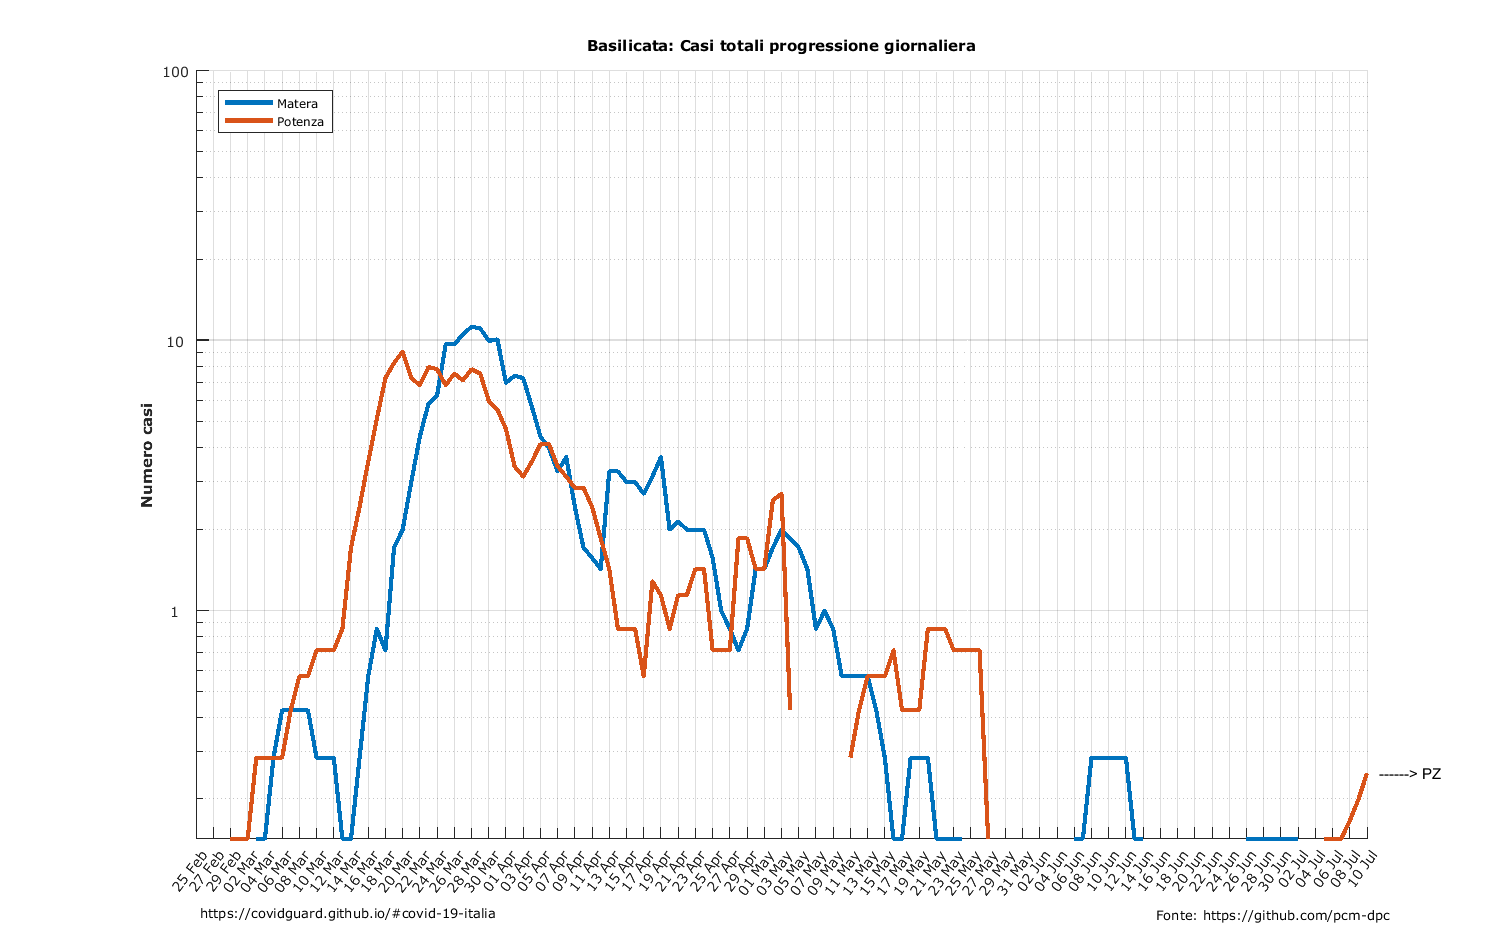 Basilicata: Casi totali progressione giornaliera
100
10
1
Numero casi
Matera
Potenza
------> PZ
25 Feb
27 Feb
29 Feb
02 Mar
04 Mar
06 Mar
08 Mar
10 Mar
12 Mar
14 Mar
16 Mar
18 Mar
20 Mar
22 Mar
24 Mar
26 Mar
28 Mar
30 Mar
01 Apr
03 Apr
05 Apr
07 Apr
09 Apr
11 Apr
13 Apr
15 Apr
17 Apr
19 Apr
21 Apr
23 Apr
25 Apr
27 Apr
29 Apr
01 May
03 May
05 May
07 May
09 May
11 May
13 May
15 May
17 May
19 May
21 May
23 May
25 May
27 May
29 May
31 May
02 Jun
04 Jun
06 Jun
08 Jun
10 Jun
12 Jun
14 Jun
16 Jun
18 Jun
20 Jun
22 Jun
24 Jun
26 Jun
28 Jun
30 Jun
02 Jul
04 Jul
06 Jul
08 Jul
10 Jul
https://covidguard.github.io/#covid-19-italia
Fonte: https://github.com/pcm-dpc